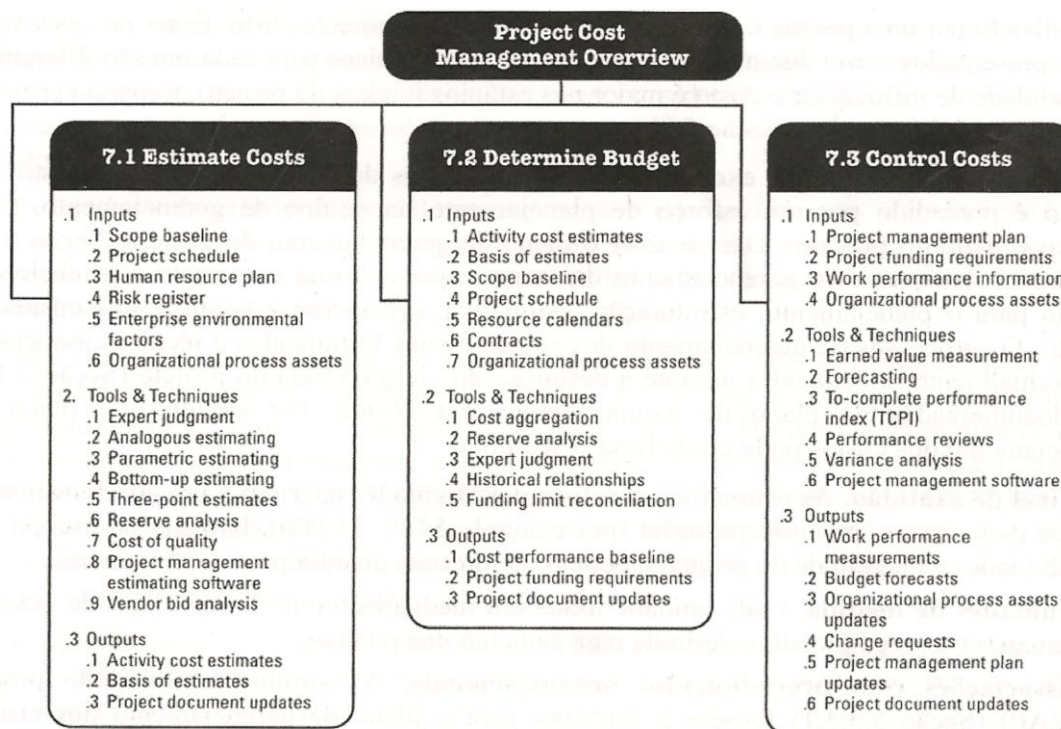 Project Cost
Management Overview
7.1 Estimate Costs
.1 Inputs
.1 Scope baseline
.2 Project schedule
.3 Human resource plan
.4 Risk register
.5 Enterprise environmental
factors
.6 Organizational process assets
2. Tools & Techniques
.1 Expert judgment
.2 Analogous estimating
.3 Parametric estimating
.4 Bottom-up estimating
.5 Three-point estimates
.6 Reserve analysis
.7 Cost of quality
.8 Project management
estimating software
.9 Vendor bid analysis
.3 Outputs
.1 Activity cost estimates
.2 Basis of estimates
.3 Project document updates
7.2 Determine Budget
.1 Inputs
.1 Activity cost estimates
.2 Basis of estimates
.3 Scope baseline
.4 Project schedule
.5 Resource calendars
.6 Contracts
.7 Organizational process assets
.2 Tools & Techniques
.1 Cost aggregation
.2 Reserve analysis
.3 Expert judgment
.4 Historical relationships
.5 Funding limit reconciliation
.3 Outputs
.1 Cost performance baseline
.2 Project funding requirements
.3 Project document updates
7.3 Control Costs
.1 Inputs
.1 Project management plan
.2 Project funding requirements
.3 Work performance information
.4 Organizational process assets
.2 Tools & Techniques
.1 Earned value measurement
.2 Forecasting
.3 To-complete performance
index (TCPI)
.4 Performance reviews
.5 Variance analysis
.6 Project management software
.3 Outputs
.1 Work performance
measurements
.2 Budget forecasts
.3 Organizational process assets
updates
.4 Change requests
.5 Project management plan
updates
.6 Project document updates